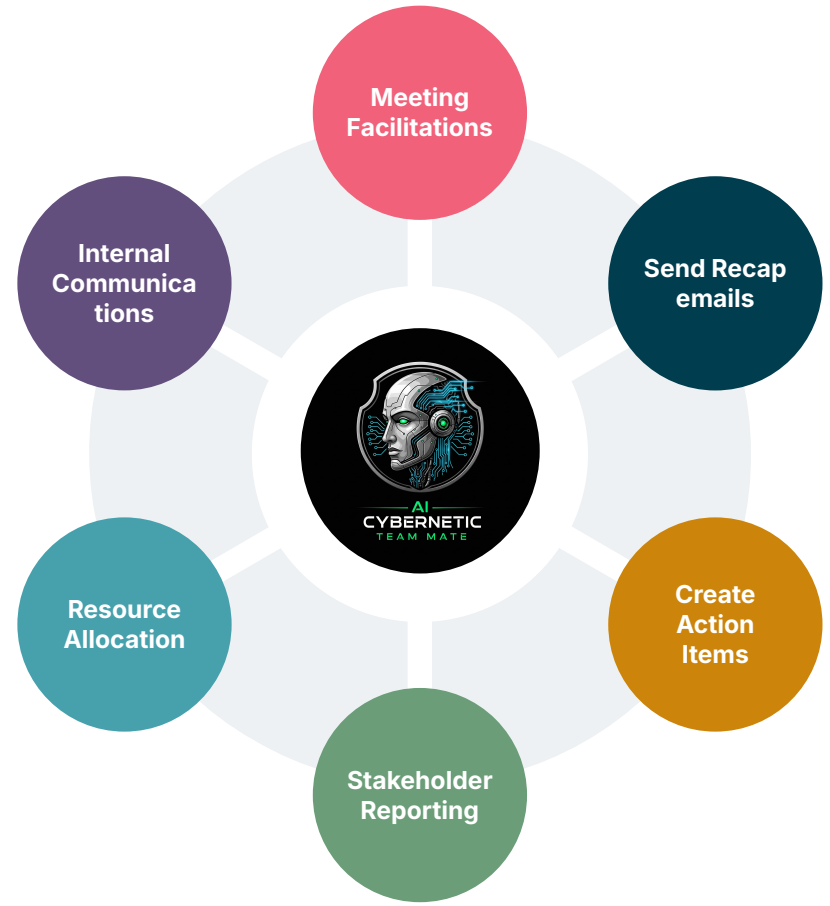 Meeting
Facilitations
Send Recap
emails
Create
Action
Items
Stakeholder
Reporting
Resource
Allocation
Internal
Communica
tions
AI
CYBERNETIC
TEAM MATE